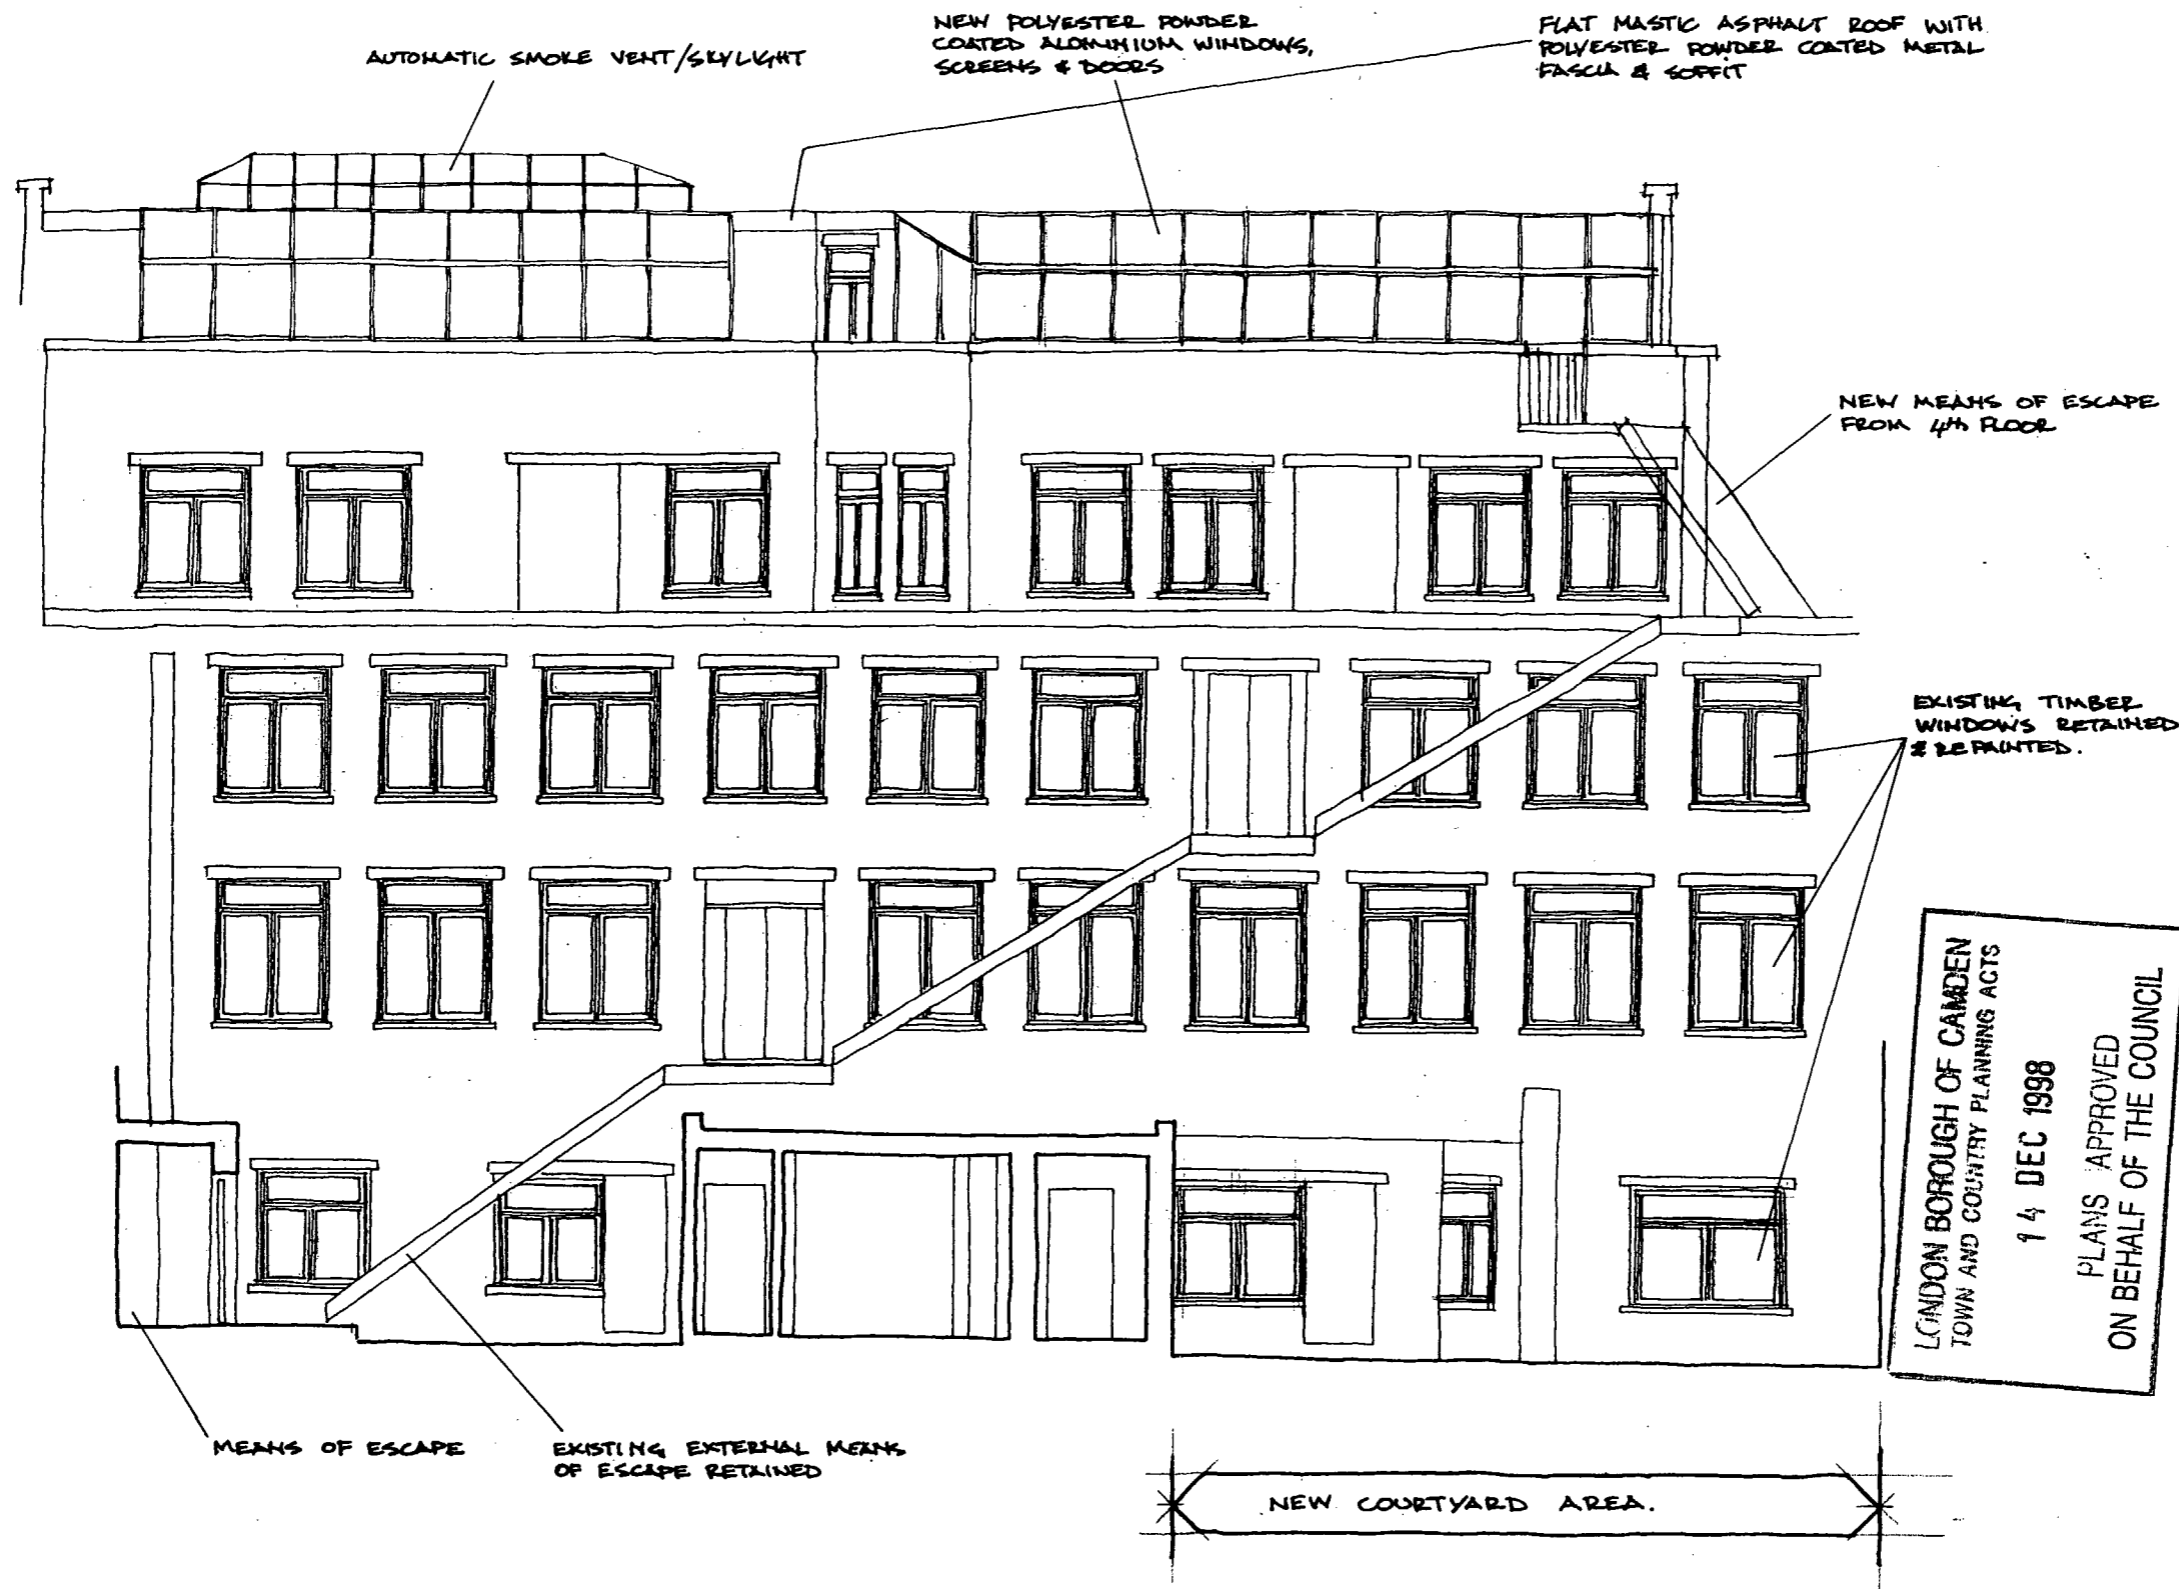 AUTOMATIC SMOKE VENT/SKYLIGHT
NEW POLYESTER POWDER
COATED ALUMINIUM WINDOWS,
SCREENS & DOORS
FLAT MASTIC ASPHALT ROOF WITH
POLYESTER POWDER COATED METAL
FASCIA & SOFFIT
NEW MEANS OF ESCAPE
FROM 4th FLOOR
EXISTING TIMBER
WINDOWS RETAINED
& REPAINTED.
LONDON BOROUGH OF CAMDEN
TOWN AND COUNTRY PLANNING ACTS
14 DEC 1998
PLANS APPROVED
ON BEHALF OF THE COUNCIL
MEANS OF ESCAPE
EXISTING EXTERNAL MEANS
OF ESCAPE RETAINED
NEW COURTYARD AREA.